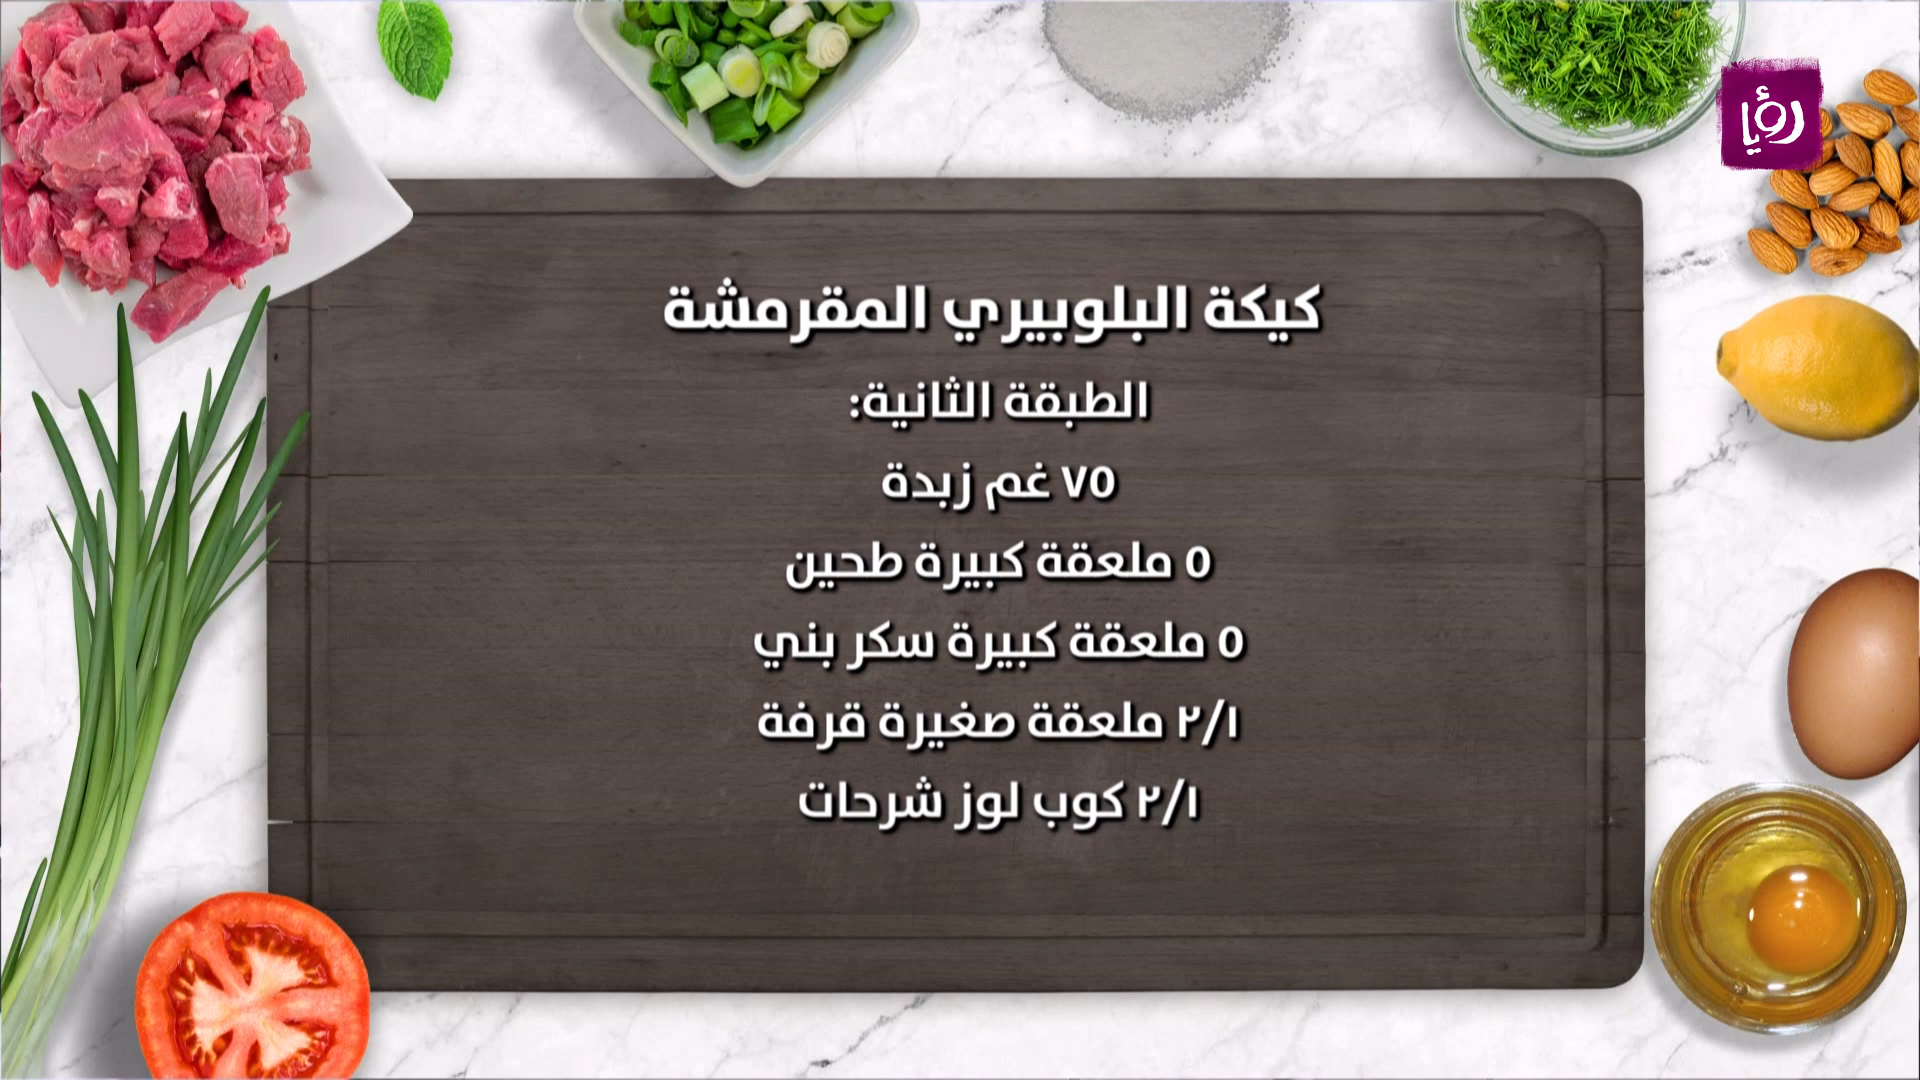 رؤيا
كيكة البلوبيري المقرمشة
الطبقة الثانية:
٧٥ غم زبدة
٥ ملعقة كبيرة طحين
٥ ملعقة كبيرة سكر بني
٢/١ ملعقة صغيرة قرفة
٢/١ كوب لوز شرحات